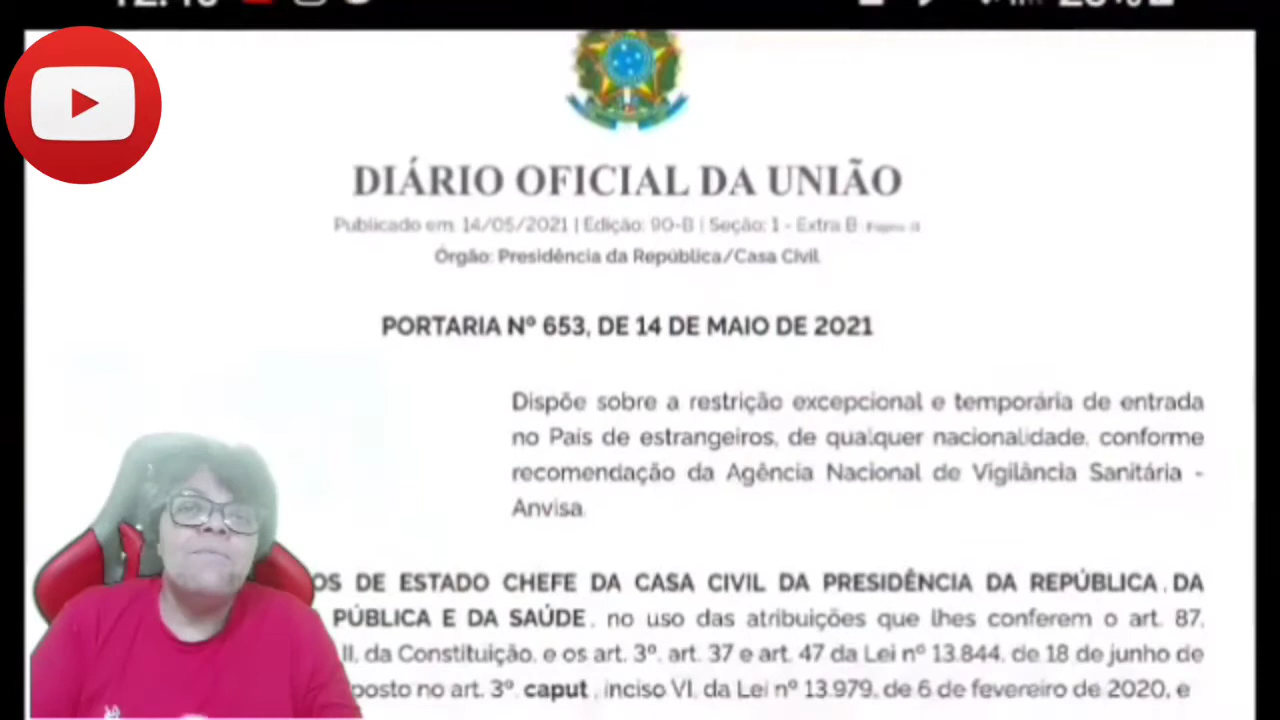 DIÁRIO OFICIAL DA UNIÃO
Publicado em: 14/05/2021 | Edição: 90-B | Seção: 1 - Extra B
Órgão: Presidência da República/Casa Civil
PORTARIA Nº 653, DE 14 DE MAIO DE 2021
Dispõe sobre a restrição excepcional e temporária de entrada
no País de estrangeiros, de qualquer nacionalidade, conforme
recomendação da Agência Nacional de Vigilância Sanitária -
Anvisa.
OS DE ESTADO CHEFE DA CASA CIVIL DA PRESIDÊNCIA DA REPÚBLICA, DA
PÚBLICA E DA SAÚDE, no uso das atribuições que lhes conferem o art. 87,
II, da Constituição, e os art. 3º, art. 37 e art. 47 da Lei nº 13.844, de 18 de junho de
posto no art. 3º, caput, inciso VI, da Lei nº 13.979, de 6 de fevereiro de 2020, e